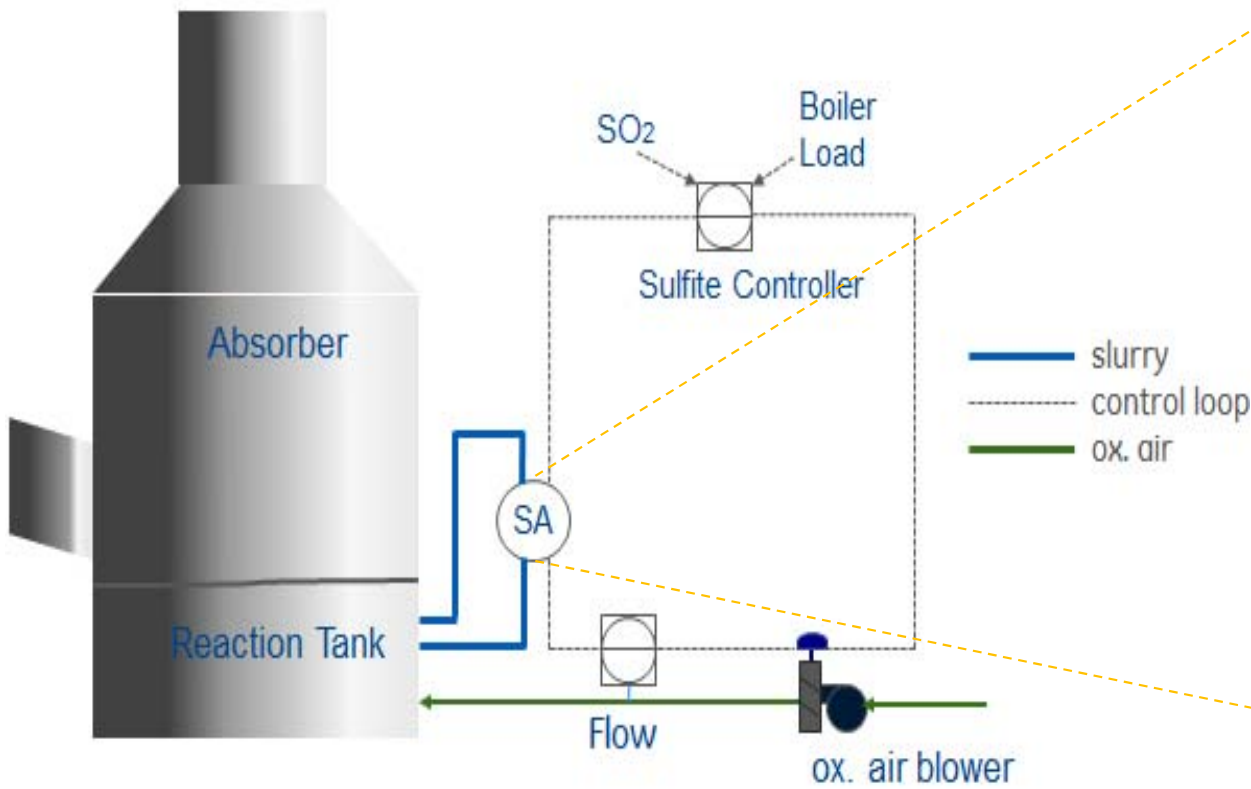 SO2
Boiler
Load
Sulfite Controller
Absorber
slurry
control loop
ox. air
SA
Reaction Tank
Flow
ox. air blower